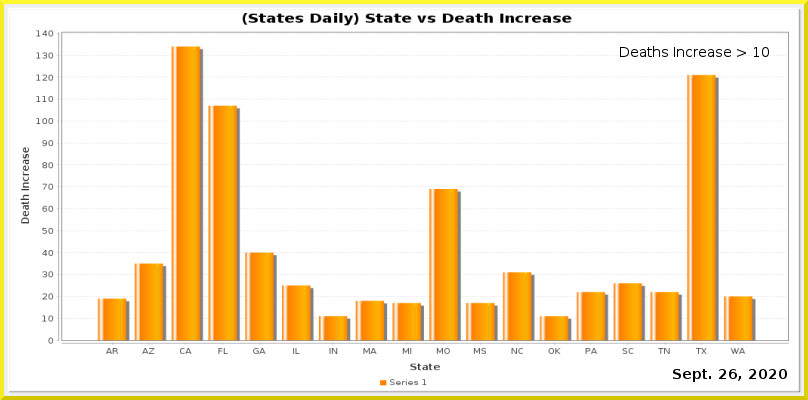 (States Daily) State vs Death Increase
Deaths Increase > 10
140
130
120
110
100
90
80
70
60
50
40
30
20
10
0
Death Increase
AR AZ CA FL GA IL IN MA MI MO MS NC OK PA SC TN TX WA
State
Series 1
Sept. 26, 2020